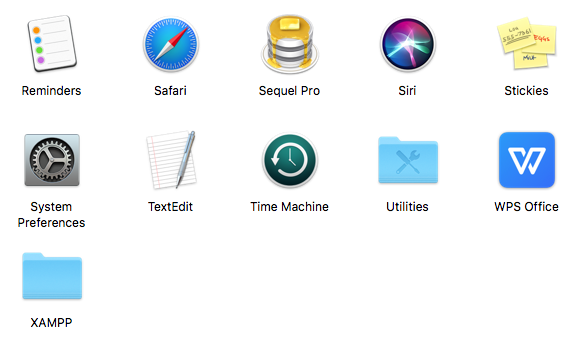 Reminders
Safari
Sequel Pro
Siri
Stickies
System
Preferences
TextEdit
Time Machine
Utilities
WPS Office
XAMPP